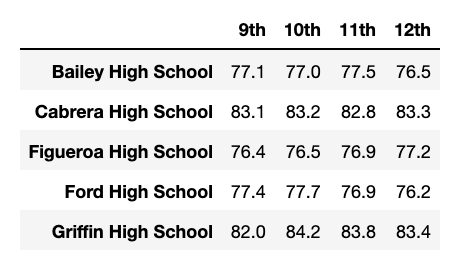 9th 10th 11th 12th
Bailey High School 77.1 77.0 77.5 76.5
Cabrera High School 83.1 83.2 82.8 83.3
Figueroa High School 76.4 76.5 76.9 77.2
Ford High School 77.4 77.7 76.9 76.2
Griffin High School 82.0 84.2 83.8 83.4